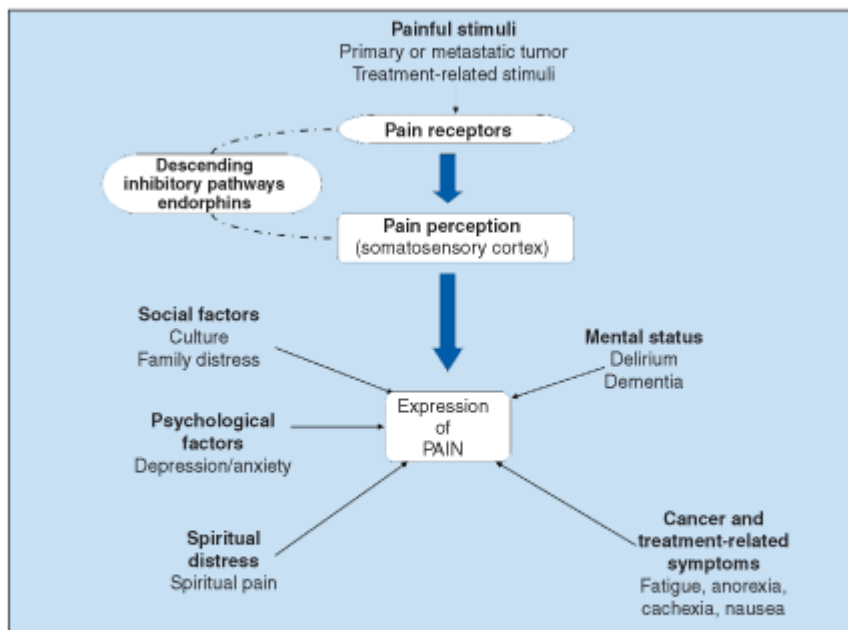 Painful stimuli
Primary or metastatic tumor
Treatment-related stimuli
Pain receptors
Descending
inhibitory pathways
endorphins
Pain perception
(somatosensory cortex)
Social factors
Culture
Family distress
Mental status
Delirium
Dementia
Expression
of
PAIN
Psychological
factors
Depression/anxiety
Spiritual
distress
Spiritual pain
Cancer and
treatment-related
symptoms
Fatigue, anorexia,
cachexia, nausea